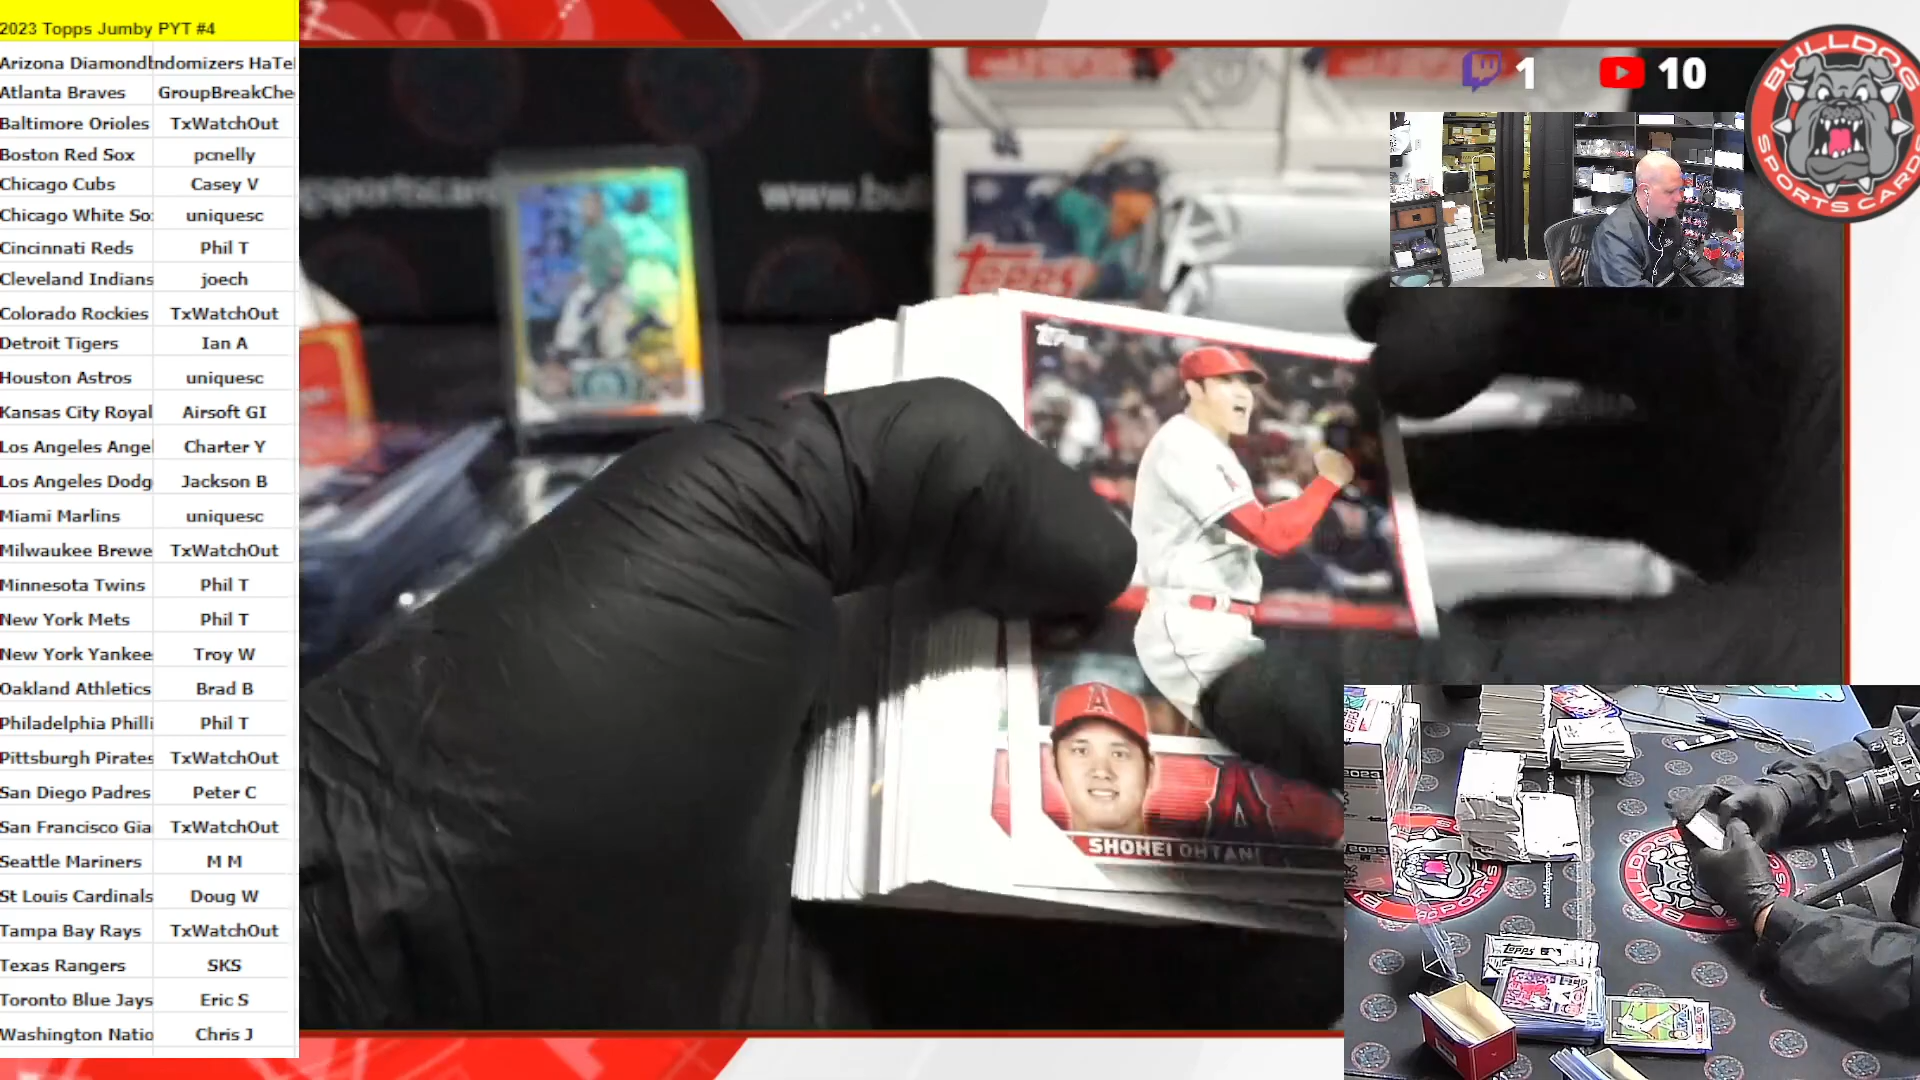 2023 Topps Jumby PYT #4
Arizona Diamondb ndomizers HaTe
Atlanta Braves GroupBreakChe
Baltimore Orioles TxWatchOut
Boston Red Sox pcnelly
Chicago Cubs Casey V
Chicago White So uniquesc
Cincinnati Reds Phil T
Cleveland Indians joech
Colorado Rockies TxWatchOut
Detroit Tigers Ian A
Houston Astros uniquesc
Kansas City Royal Airsoft GI
Los Angeles Angel Charter Y
Los Angeles Dodg Jackson B
Miami Marlins uniquesc
Milwaukee Brewe TxWatchOut
Minnesota Twins Phil T
New York Mets Phil T
New York Yankee Troy W
Oakland Athletics Brad B
Philadelphia Philli Phil T
Pittsburgh Pirates TxWatchOut
San Diego Padres Peter C
San Francisco Gia TxWatchOut
Seattle Mariners M M
St Louis Cardinals Doug W
Tampa Bay Rays TxWatchOut
Texas Rangers SKS
Toronto Blue Jays Eric S
Washington Natio Chris J
1
10
BULLDOG
SPORTS CARDS
www.bul
topps
A
SHOHEI OHTANI
topps